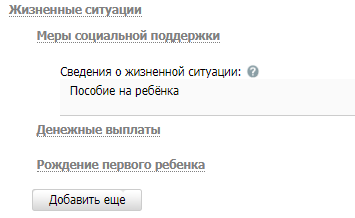 Жизненные ситуации
Меры социальной поддержки
Сведения о жизненной ситуации: ?
Пособие на ребёнка
Денежные выплаты
Рождение первого ребенка
Добавить еще